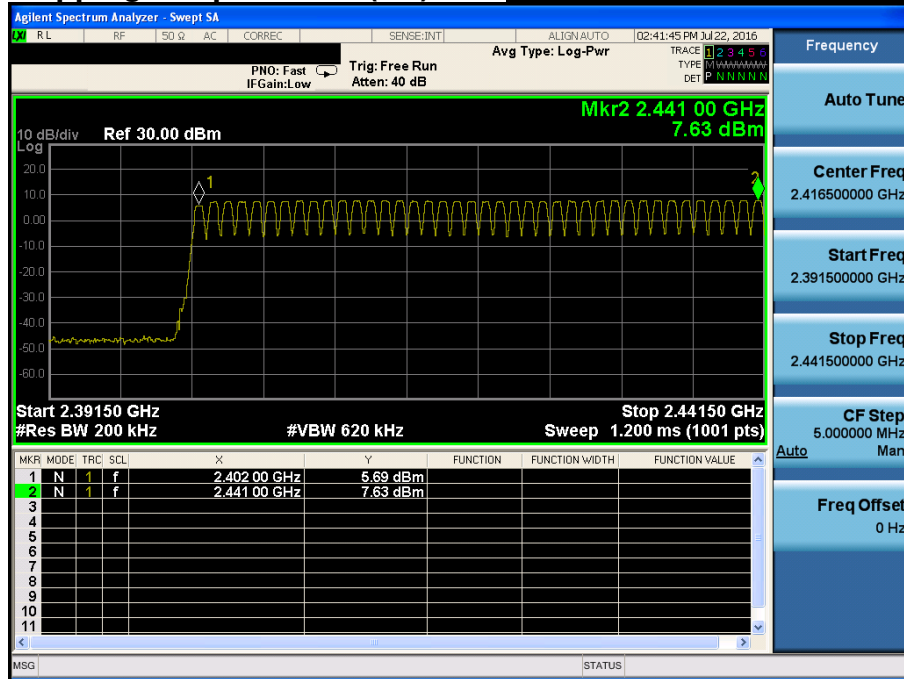 Agilent Spectrum Analyzer - Swept SA
LXI RL RF 50 Ω AC CORREC SENSE:INT ALIGN AUTO 02:41:45 PM Jul 22, 2016
Avg Type: Log-Pwr TRACE 1 2 3 4 5 6
PNO: Fast Trig: Free Run TYPE M W W W W W
IFGain:Low Atten: 40 dB DET P N N N N N
Frequency
Auto Tune
Center Freq
2.416500000 GHz
Start Freq
2.391500000 GHz
Stop Freq
2.441500000 GHz
CF Step
5.000000 MHz
Auto Man
Freq Offset
0 Hz
Mkr2 2.441 00 GHz
7.63 dBm
10 dB/div Ref 30.00 dBm
Log
1
2
20.0
10.0
0.00
-10.0
-20.0
-30.0
-40.0
-50.0
-60.0
Start 2.39150 GHz Stop 2.44150 GHz
#Res BW 200 kHz #VBW 620 kHz Sweep 1.200 ms (1001 pts)
MKR MODE TRC SCL X Y FUNCTION FUNCTION WIDTH FUNCTION VALUE
1 N 1 f 2.402 00 GHz 5.69 dBm
2 N 1 f 2.441 00 GHz 7.63 dBm
3
4
5
6
7
8
9
10
11
MSG STATUS